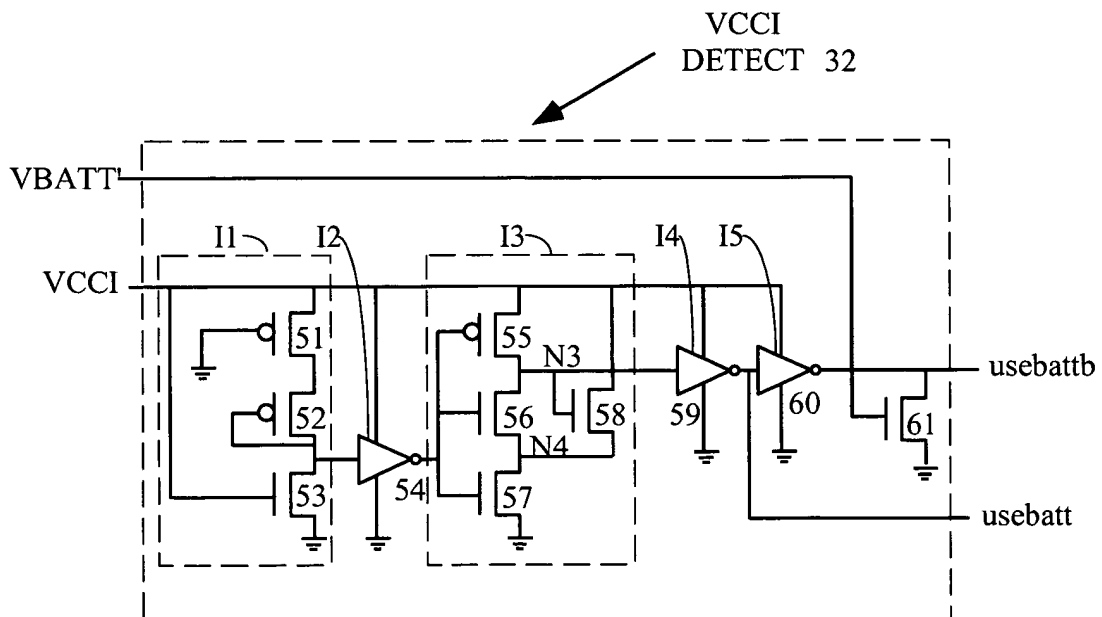 VCCI
DETECT 32
VBATT'
I1
I2
I3
I4
I5
VCCI
51
55
N3
52
56
58
59
60
usebattb
61
N4
53
54
57
usebatt